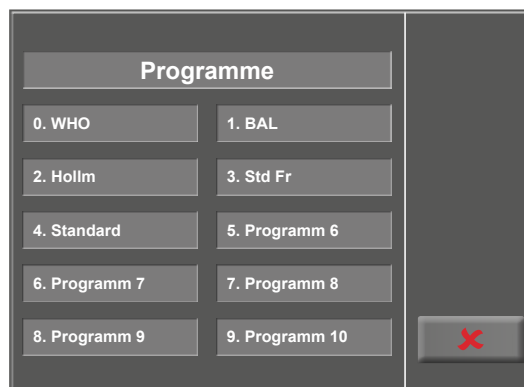 Programme
0. WHO
1. BAL
2. Hollm
3. Std Fr
4. Standard
5. Programm 6
6. Programm 7
7. Programm 8
8. Programm 9
9. Programm 10